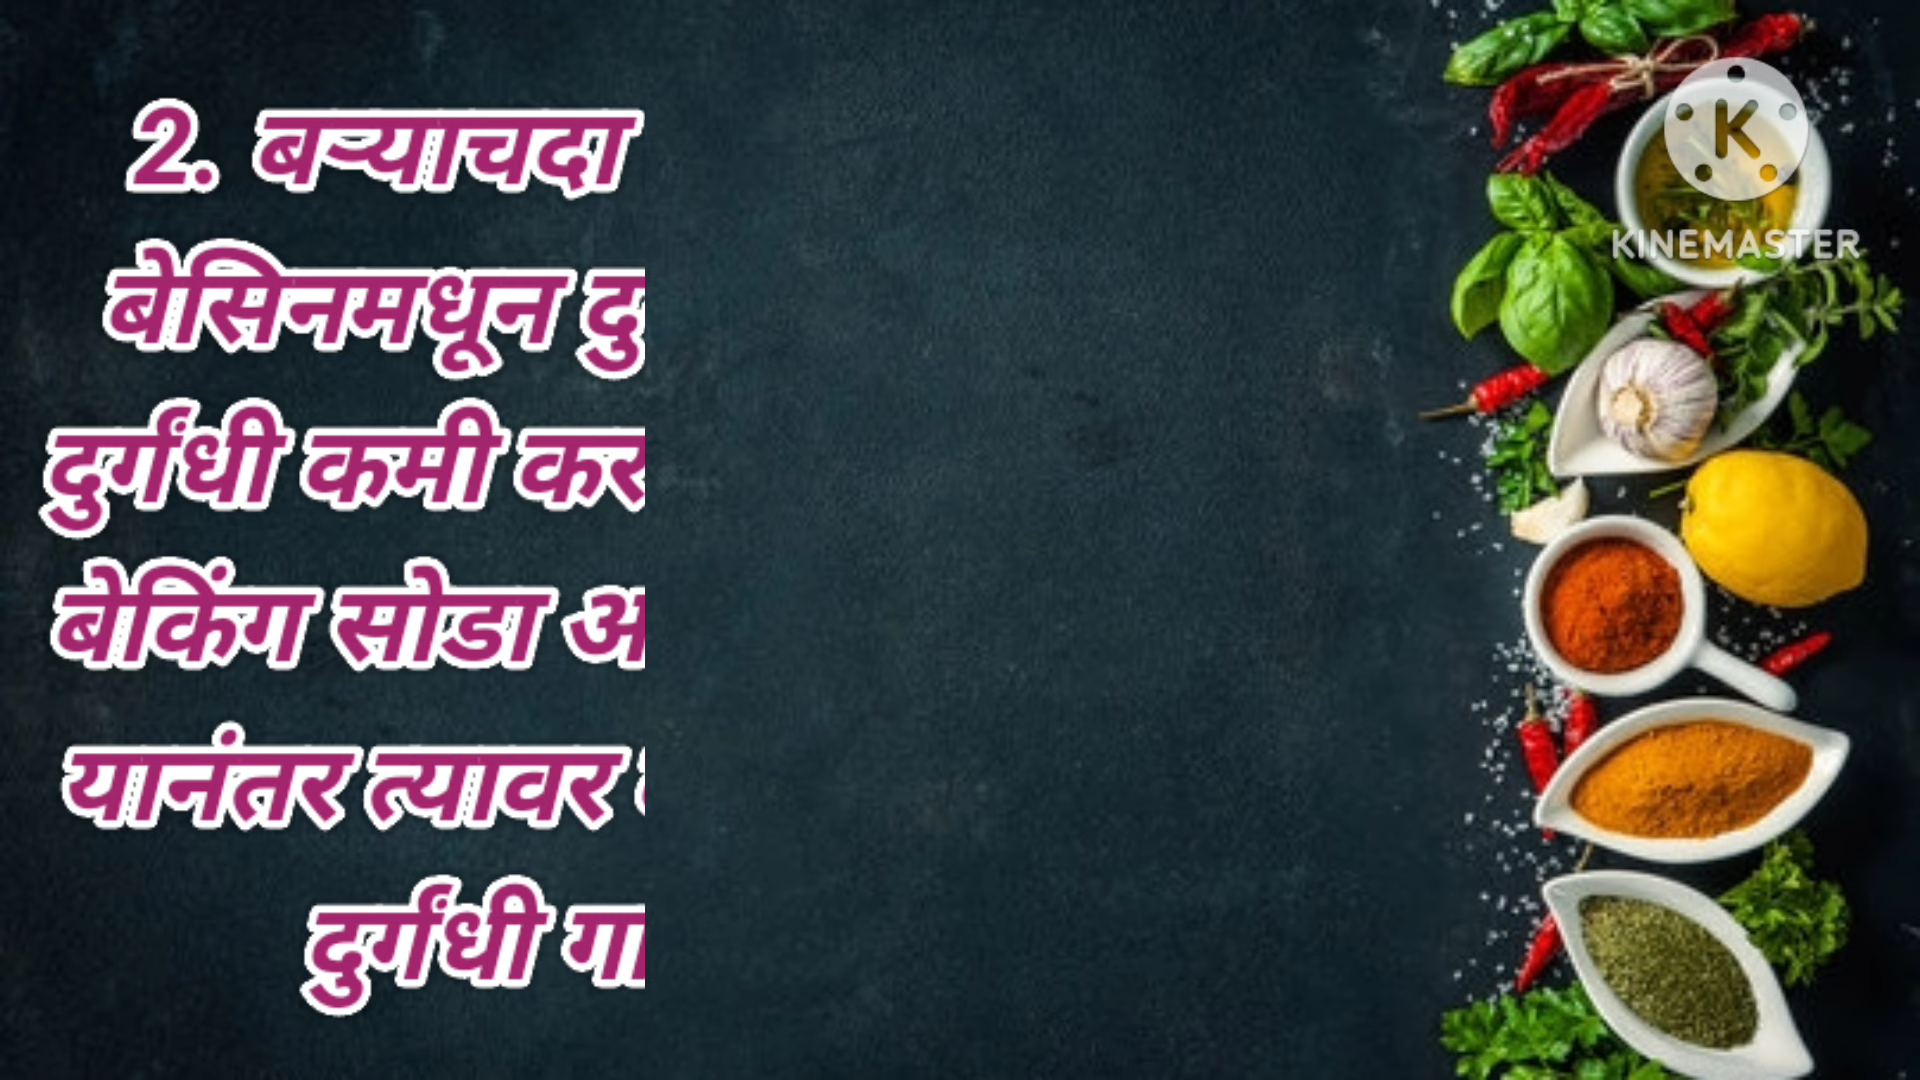 2. बऱ्याचदा
बेसिनमधून
दुर्गंधी कमी
बेकिंग सोडा
यानंतर त्यावर
दुर्गंधी
KINEMASTER